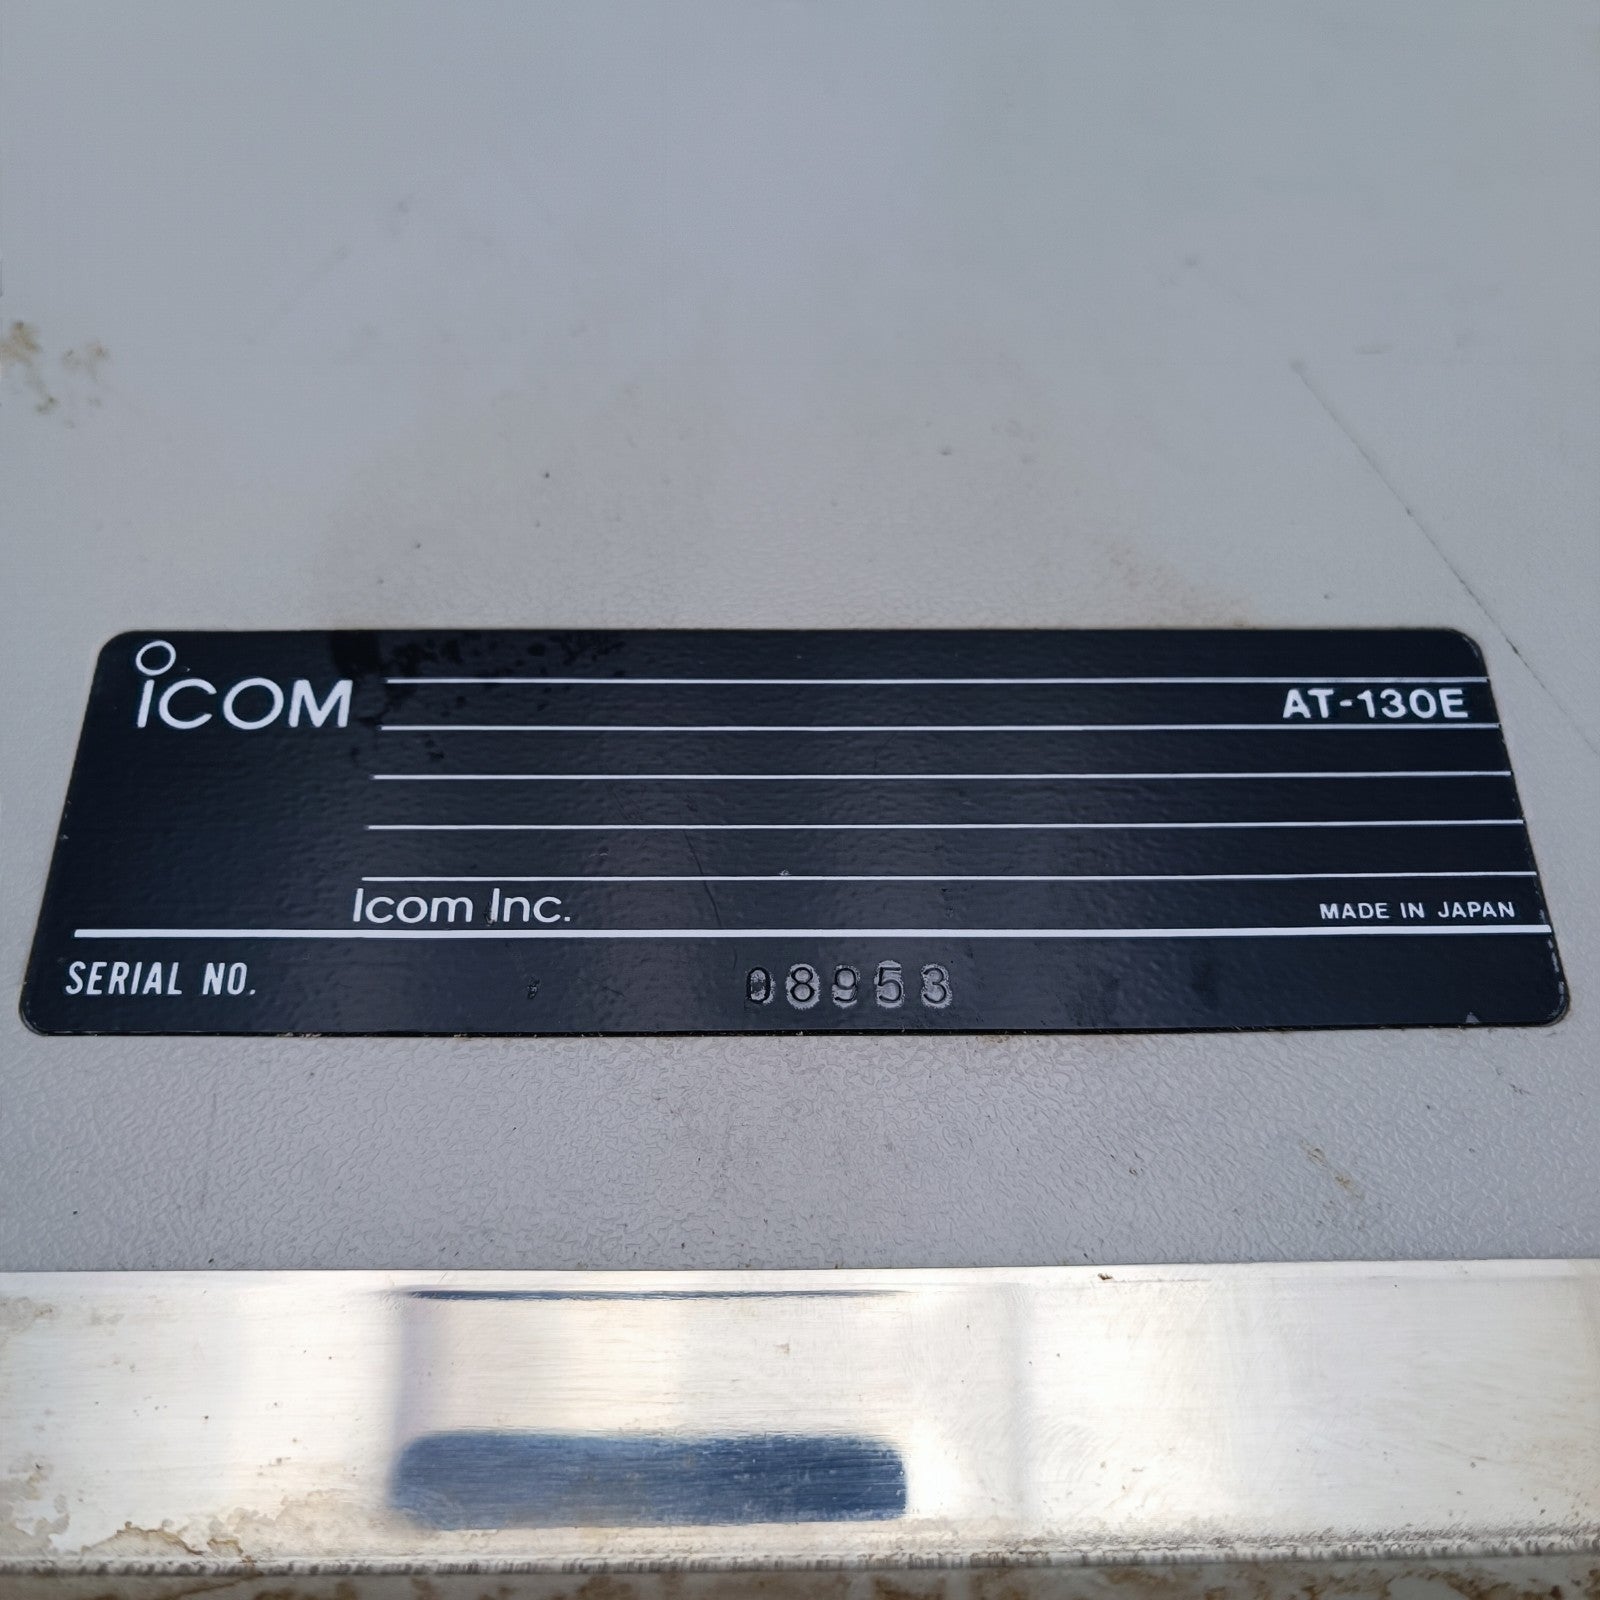 iCOM
AT-130E
Icom Inc.
MADE IN JAPAN
SERIAL NO. 08953